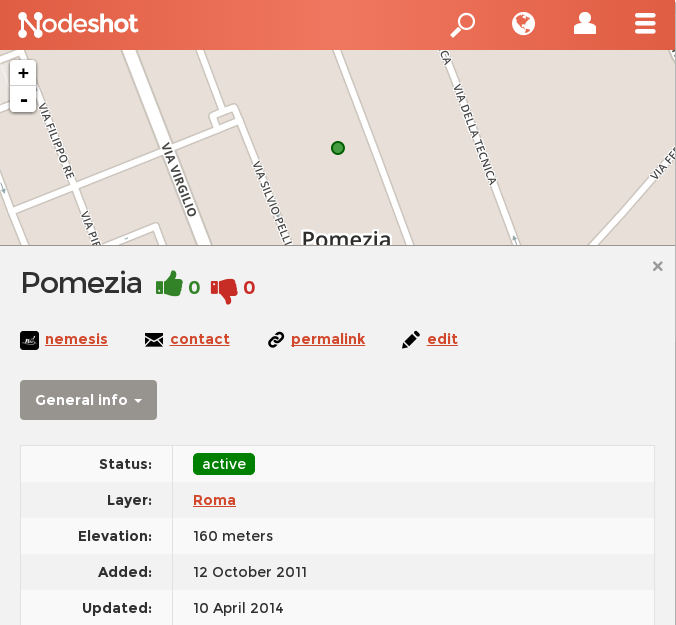 Nodeshot
+
-
VIA FILIPPO RE
VIA VIRGILIO
VIA SILVIO PELLI
VIA DELLA TECNICA
CA
VIA FE
VIA PIE
Pomezia
Pomezia 0 0
nemesis contact permalink edit
General info
Status: active
Layer: Roma
Elevation: 160 meters
Added: 12 October 2011
Updated: 10 April 2014